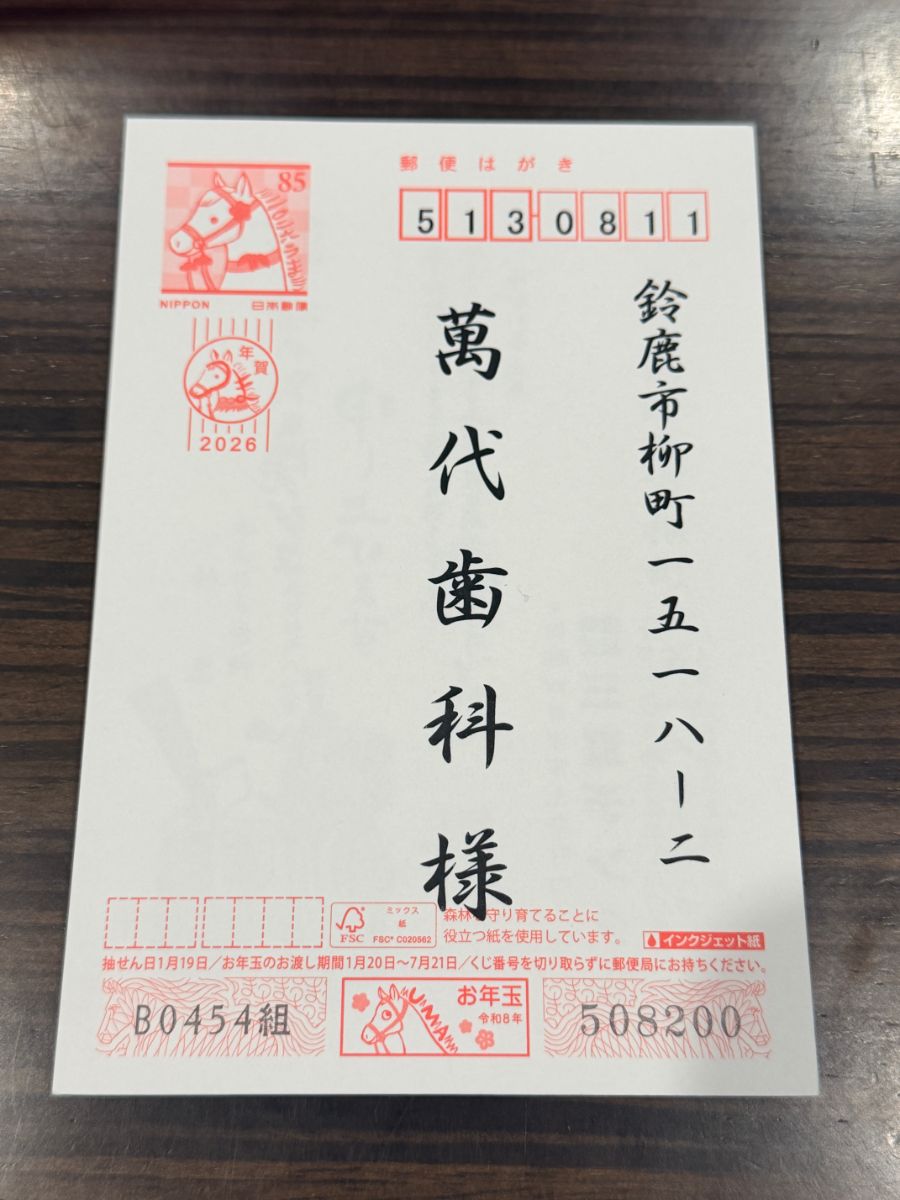 郵便はがき
5130811
85
NIPPON 日本郵便
年賀
2026
鈴鹿市柳町一五一八ー二
萬代歯科様
FSC
ミックス
紙
FSC® C020562
森林を守り育てることに
役立つ紙を使用しています。
インクジェット紙
抽せん日1月19日/お年玉のお渡し期間1月20日~7月21日/くじ番号を切り取らずに郵便局にお持ちください。
B0454組
お年玉
令和8年
508200